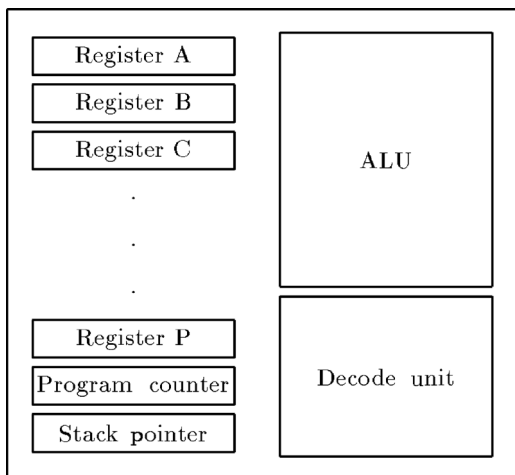 Register A
Register B
Register C
.
.
.
Register P
Program counter
Stack pointer
ALU
Decode unit